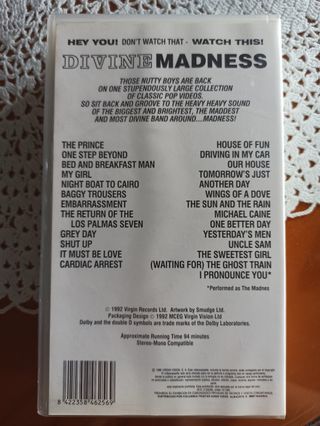 HEY YOU! DON'T WATCH THAT - WATCH THIS!
DIVINE MADNESS
THOSE NUTTY BOYS ARE BACK
ON ONE STUPENDOUSLY LARGE COLLECTION
OF CLASSIC POP VIDEOS.
SO SIT BACK AND GROOVE TO THE HEAVY HEAVY SOUND
OF THE BIGGEST AND BRIGHTEST, THE MADDEST
AND MOST DIVINE BAND AROUND....MADNESS!
THE PRINCE
ONE STEP BEYOND
BED AND BREAKFAST MAN
MY GIRL
NIGHT BOAT TO CAIRO
BAGGY TROUSERS
EMBARRASSMENT
THE RETURN OF THE
LOS PALMAS SEVEN
GREY DAY
SHUT UP
IT MUST BE LOVE
CARDIAC ARREST
HOUSE OF FUN
DRIVING IN MY CAR
OUR HOUSE
TOMORROW'S JUST
ANOTHER DAY
WINGS OF A DOVE
THE SUN AND THE RAIN
MICHAEL CAINE
ONE BETTER DAY
YESTERDAY'S MEN
UNCLE SAM
THE SWEETEST GIRL
(WAITING FOR) THE GHOST TRAIN
I PRONOUNCE YOU*
*Performed as The Madnes
© 1992 Virgin Records Ltd. Artwork by Smudge Ltd.
Packaging Design © 1992 MCEG Virgin Vision Ltd
Dolby and the double D symbols are trade marks of the Dolby Laboratories.
Approximate Running Time 94 minutes
Stereo-Mono Compatible
8 422358 462569